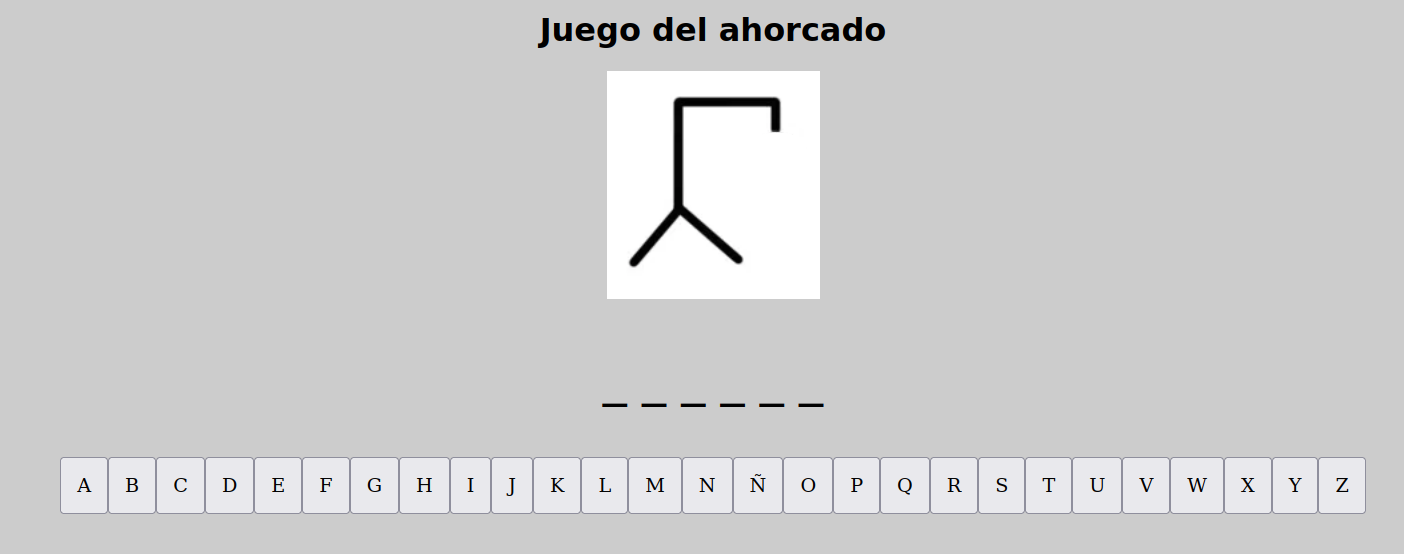 Juego del ahorcado
_ _ _ _ _ _
A B C D E F G H I J K L M N Ñ O P Q R S T U V W X Y Z